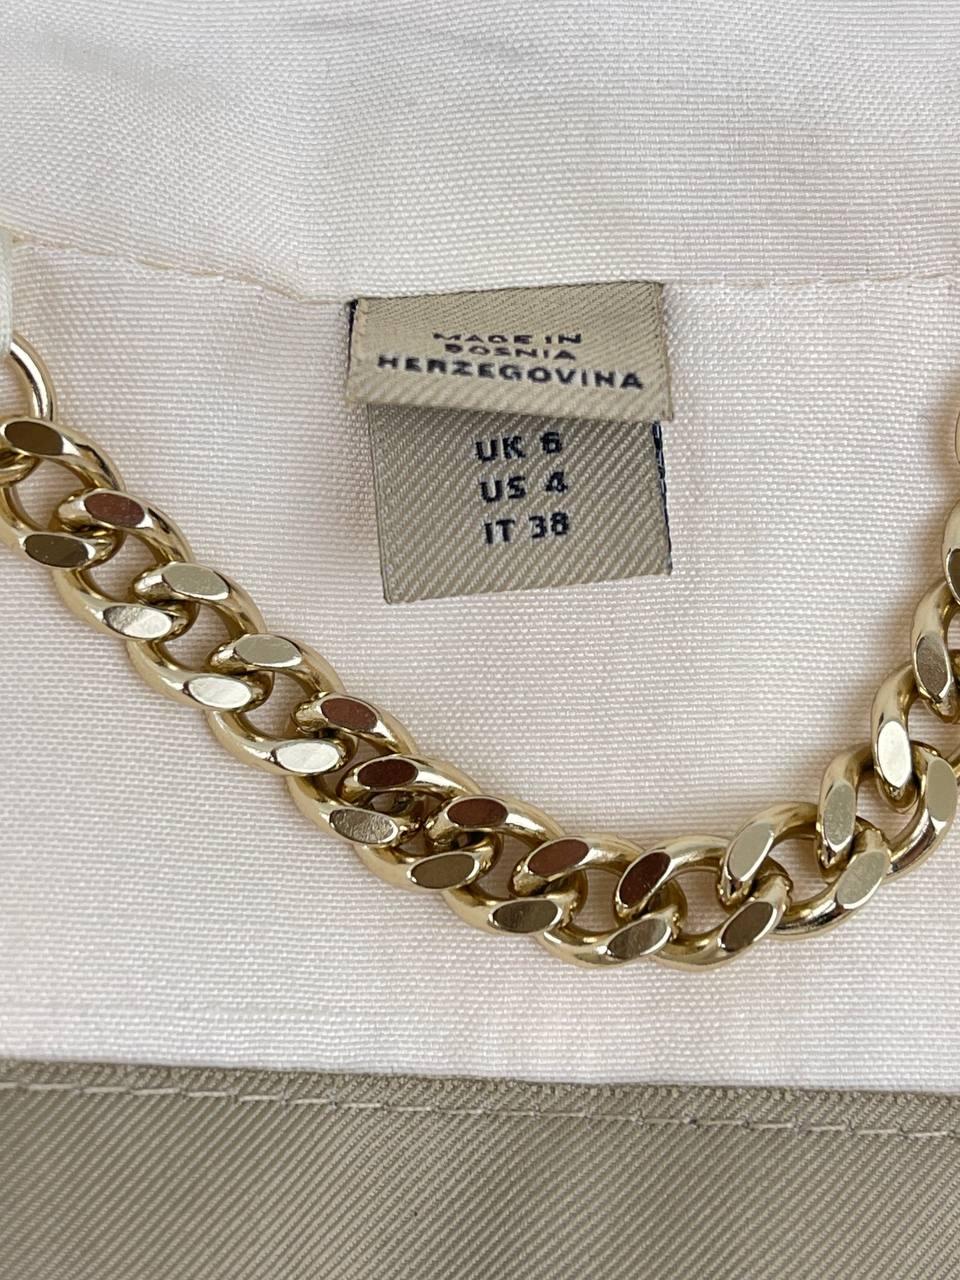 MADE IN
BOSNIA
HERZEGOVINA
UK 6
US 4
IT 38